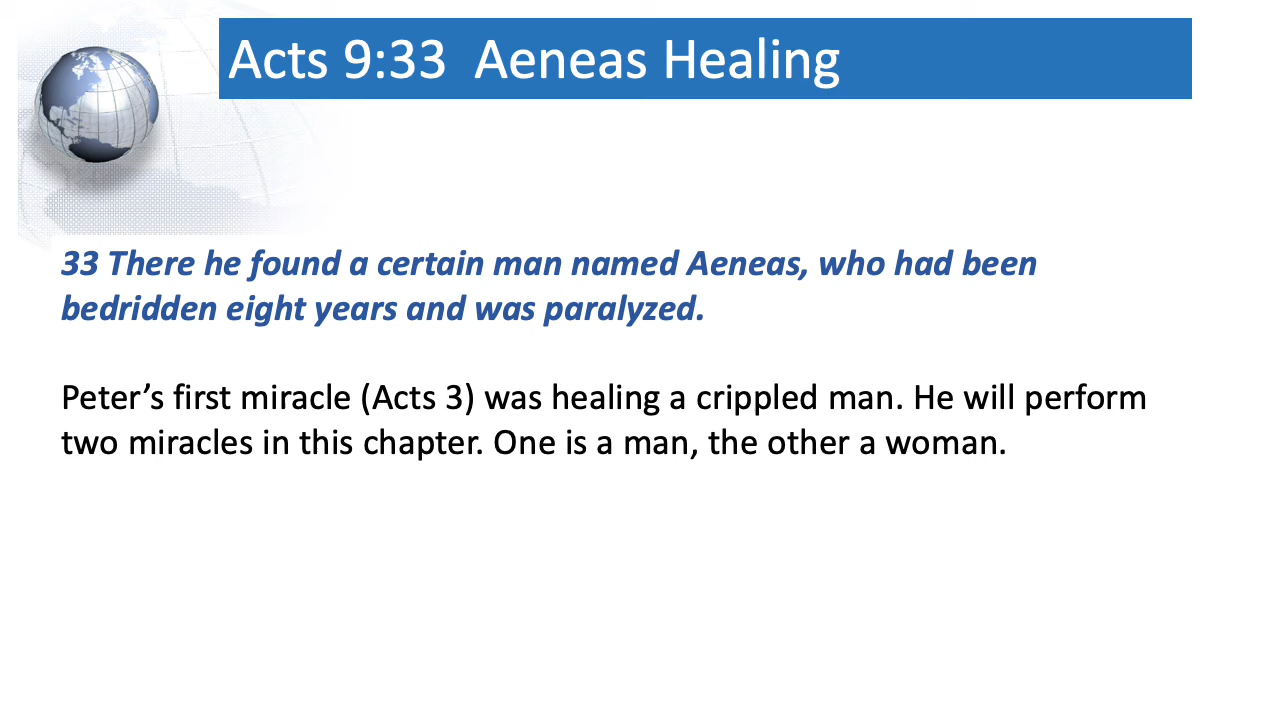 Acts 9:33  Aeneas Healing
33 There he found a certain man named Aeneas, who had been
bedridden eight years and was paralyzed.
Peter’s first miracle (Acts 3) was healing a crippled man. He will perform
two miracles in this chapter. One is a man, the other a woman.